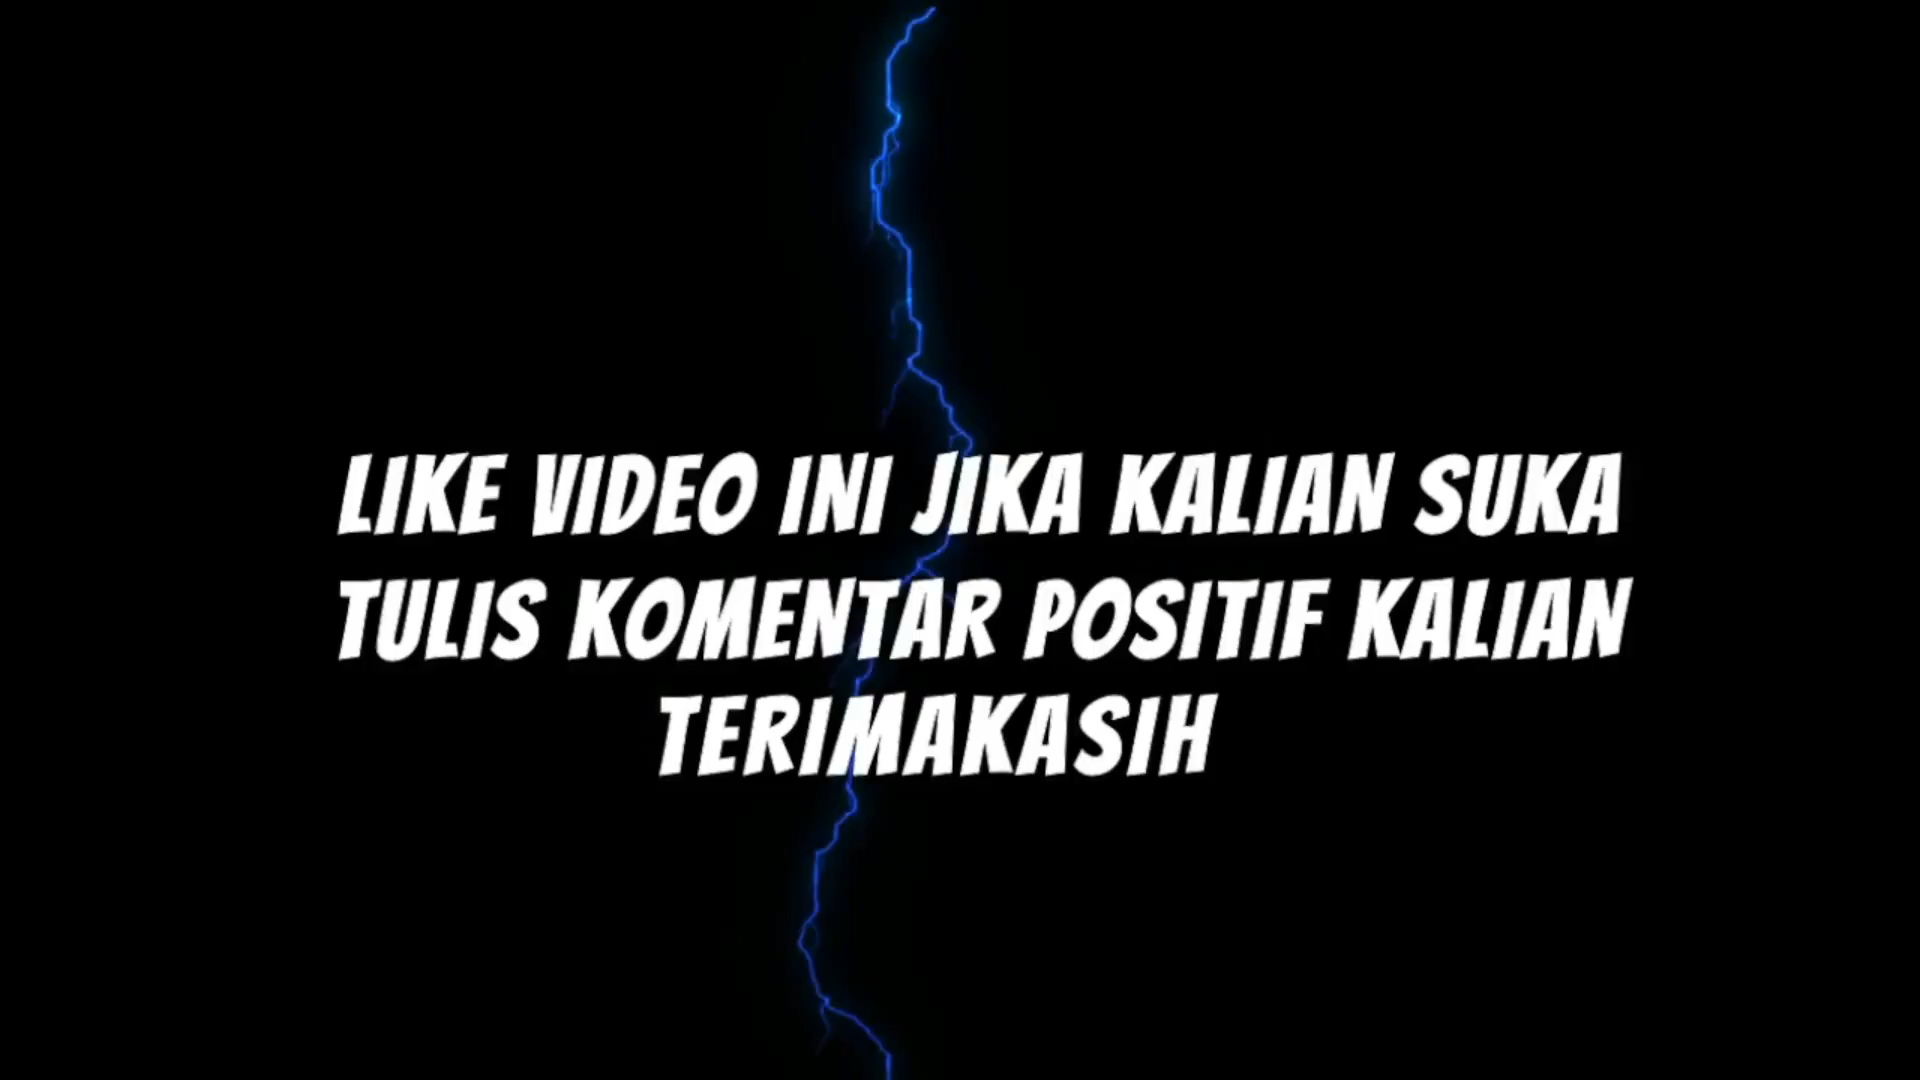 LIKE VIDEO INI JIKA KALIAN SUKA
TULIS KOMENTAR POSITIF KALIAN
TERIMAKASIH